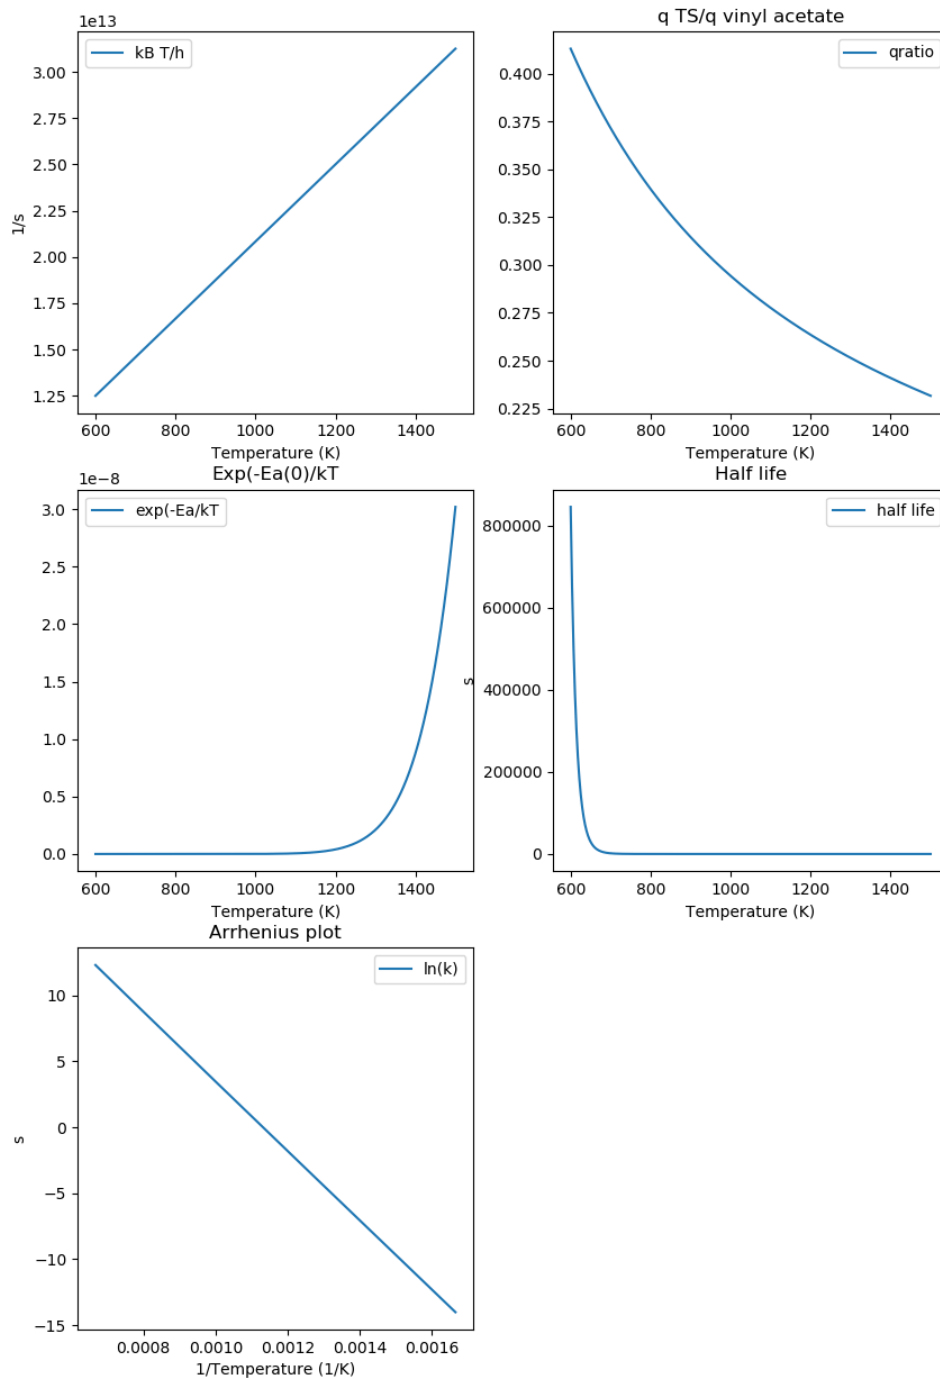 1e13
kB T/h
3.00
2.75
2.50
2.25
2.00
1.75
1.50
1.25
1/s
600 800 1000 1200 1400
Temperature (K)
q TS/q vinyl acetate
qratio
0.400
0.375
0.350
0.325
0.300
0.275
0.250
0.225
600 800 1000 1200 1400
Temperature (K)
Exp(-Ea(0)/kT
1e−8
exp(-Ea/kT
3.0
2.5
2.0
1.5
1.0
0.5
0.0
600 800 1000 1200 1400
Temperature (K)
Half life
half life
800000
600000
400000
200000
0
s
600 800 1000 1200 1400
Temperature (K)
Arrhenius plot
ln(k)
10
5
0
−5
−10
−15
s
0.0008 0.0010 0.0012 0.0014 0.0016
1/Temperature (1/K)